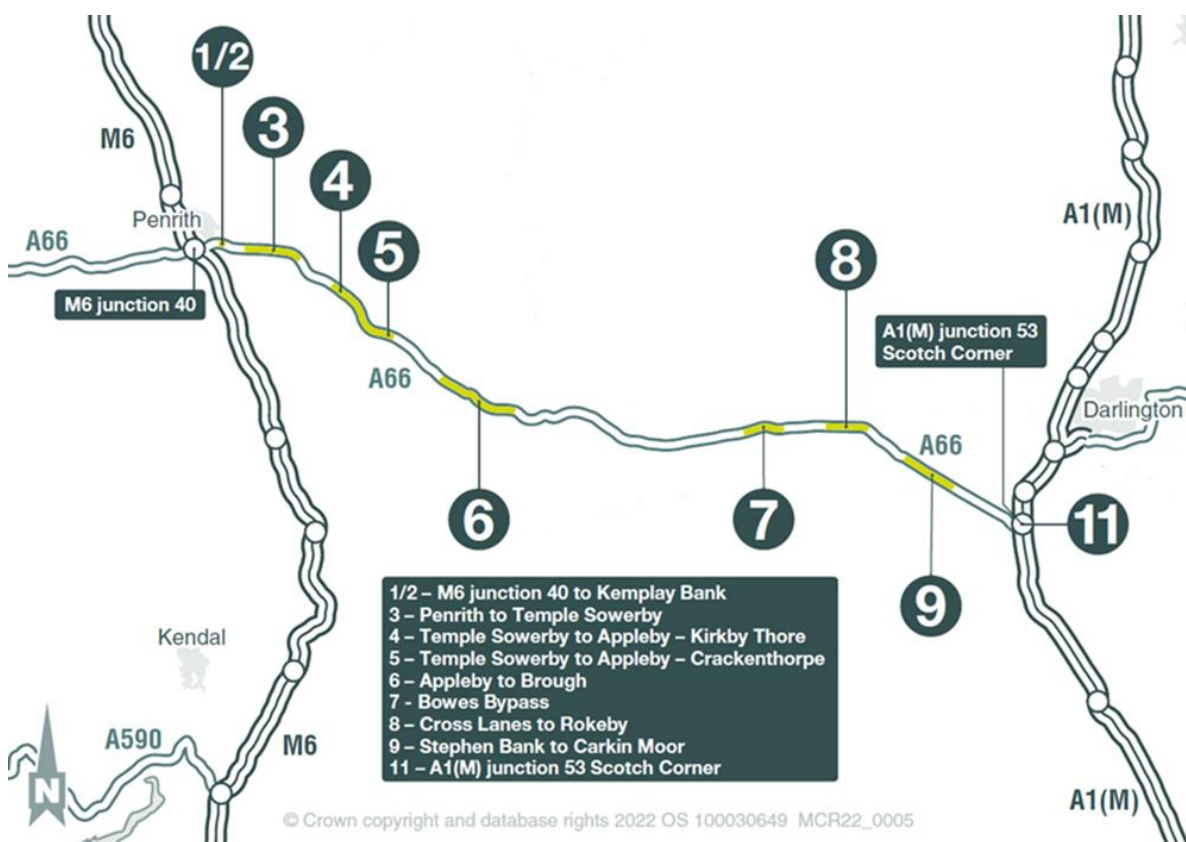 1/2
M6
3
4
Penrith
A66
5
8
A1(M)
M6 junction 40
A1(M) junction 53
Scotch Corner
A66
Darlington
A66
6
7
11
9
1/2 – M6 junction 40 to Kemplay Bank
3 – Penrith to Temple Sowerby
4 – Temple Sowerby to Appleby – Kirkby Thore
5 – Temple Sowerby to Appleby – Crackenthorpe
6 – Appleby to Brough
7 - Bowes Bypass
8 – Cross Lanes to Rokeby
9 – Stephen Bank to Carkin Moor
11 – A1(M) junction 53 Scotch Corner
Kendal
A590
M6
N
A1(M)
© Crown copyright and database rights 2022 OS 100030649 MCR22_0005